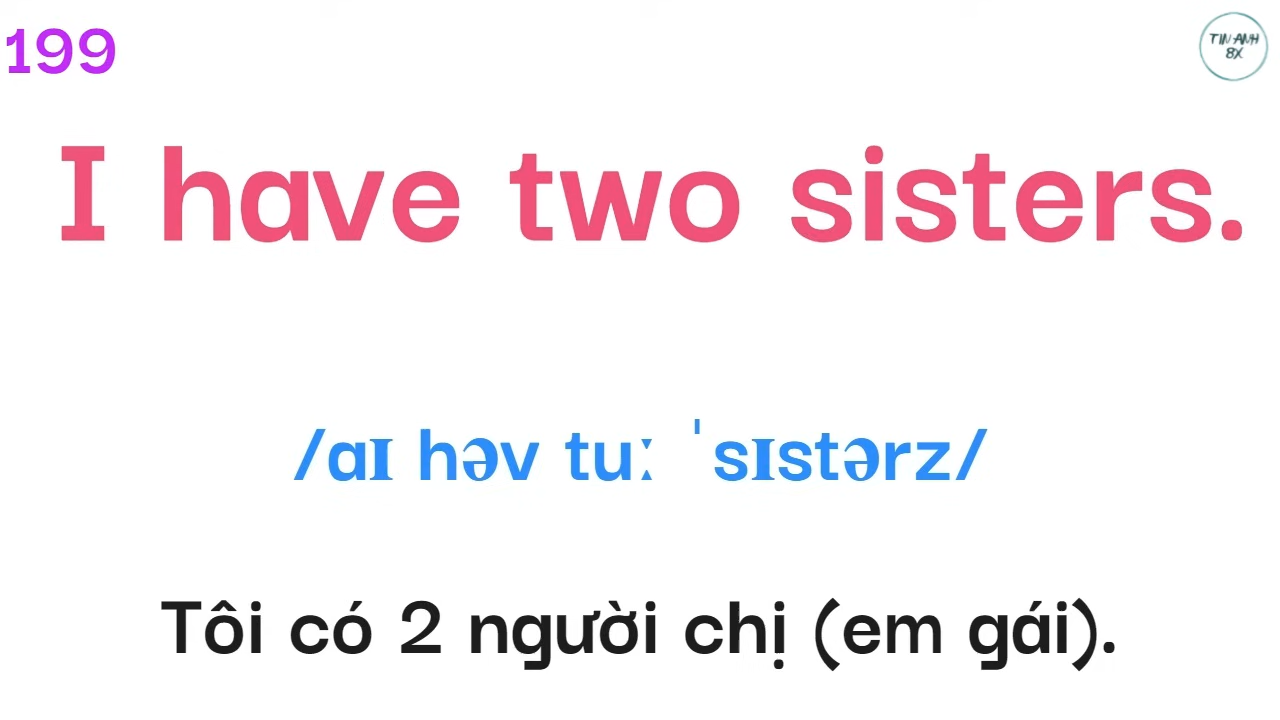 199
TIN ANH
8X
I have two sisters.
/ɑɪ həv tuː ˈsɪstərz/
Tôi có 2 người chị (em gái).